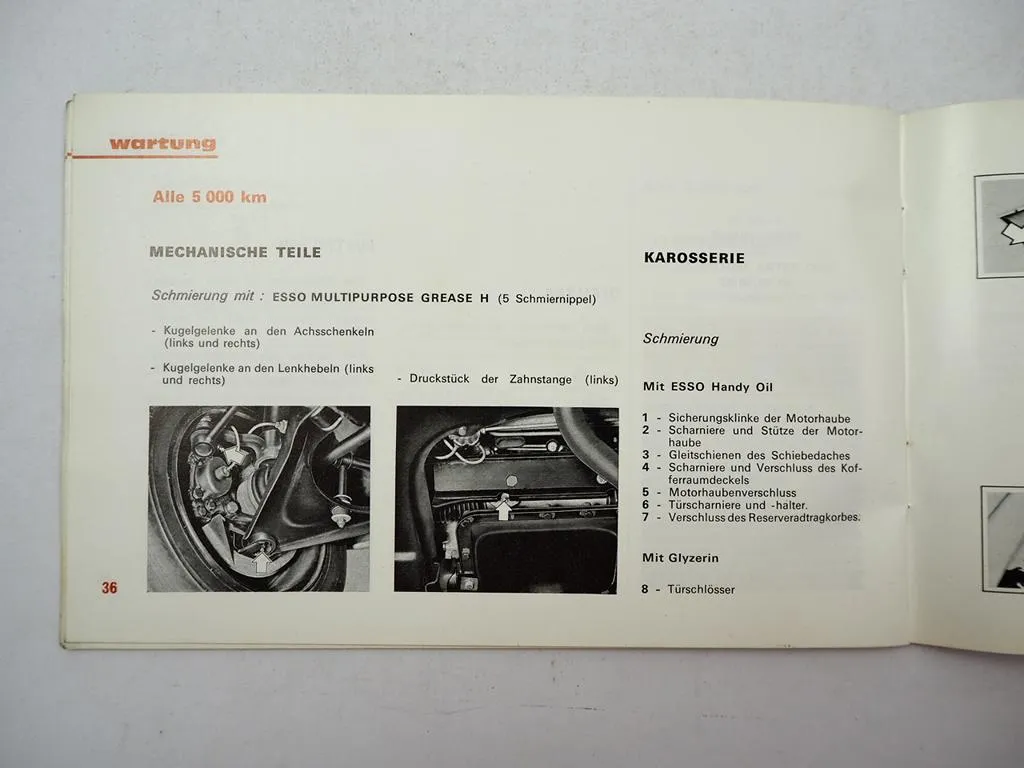 wartung
Alle 5 000 km
MECHANISCHE TEILE
Schmierung mit : ESSO MULTIPURPOSE GREASE H (5 Schmiernippel)
- Kugelgelenke an den Achsschenkeln
(links und rechts)
- Kugelgelenke an den Lenkhebeln (links
und rechts)
- Druckstück der Zahnstange (links)
36
KAROSSERIE
Schmierung
Mit ESSO Handy Oil
1 - Sicherungsklinke der Motorhaube
2 - Scharniere und Stütze der Motor-
haube
3 - Gleitschienen des Schiebedaches
4 - Scharniere und Verschluss des Kof-
ferraumdeckels
5 - Motorhaubenverschluss
6 - Türscharniere und -halter.
7 - Verschluss des Reserveradtragkorbes.
Mit Glyzerin
8 - Türschlösser